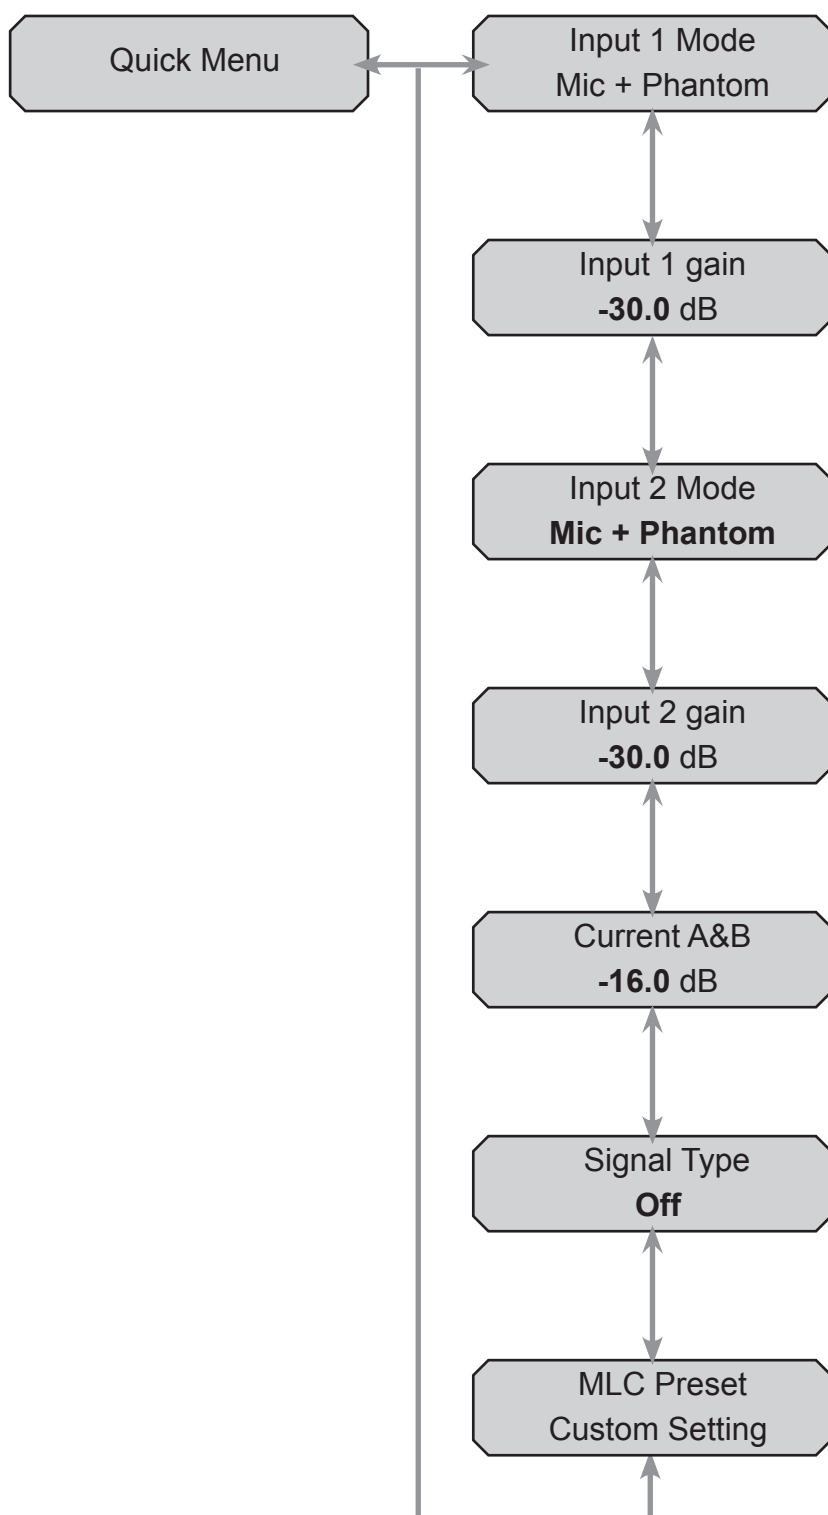 Quick Menu
Input 1 Mode
Mic + Phantom
Input 1 gain
-30.0 dB
Input 2 Mode
Mic + Phantom
Input 2 gain
-30.0 dB
Current A&B
-16.0 dB
Signal Type
Off
MLC Preset
Custom Setting